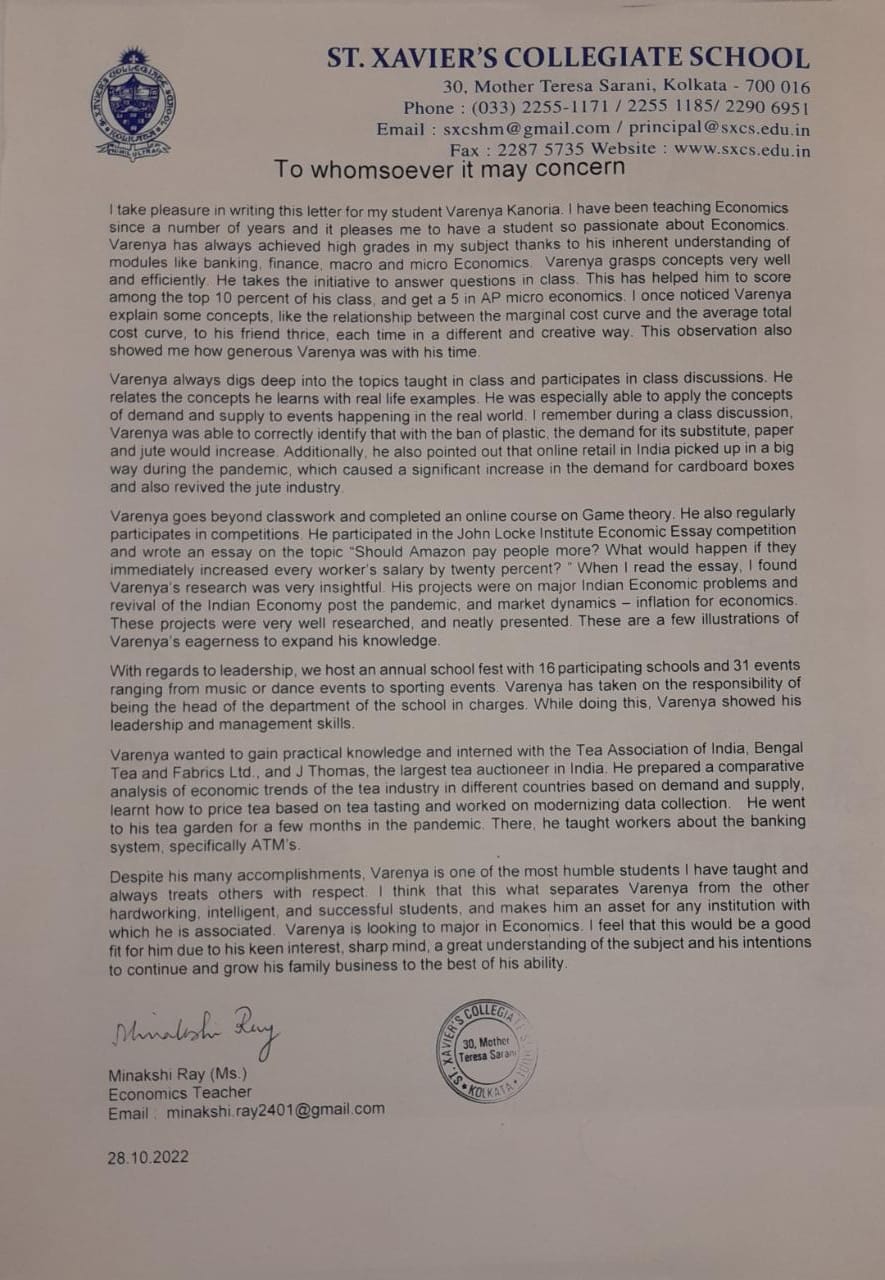 ST. XAVIER'S COLLEGIATE SCHOOL
30, Mother Teresa Sarani, Kolkata - 700 016
Phone : (033) 2255-1171 / 2255 1185/ 2290 6951
Email : sxcshm@gmail.com / principal@sxcs.edu.in
Fax : 2287 5735 Website : www.sxcs.edu.in
To whomsoever it may concern
I take pleasure in writing this letter for my student Varenya Kanoria. I have been teaching Economics
since a number of years and it pleases me to have a student so passionate about Economics.
Varenya has always achieved high grades in my subject thanks to his inherent understanding of
modules like banking, finance, macro and micro Economics. Varenya grasps concepts very well
and efficiently. He takes the initiative to answer questions in class. This has helped him to score
among the top 10 percent of his class, and get a 5 in AP micro economics. I once noticed Varenya
explain some concepts, like the relationship between the marginal cost curve and the average total
cost curve, to his friend thrice, each time in a different and creative way. This observation also
showed me how generous Varenya was with his time.
Varenya always digs deep into the topics taught in class and participates in class discussions. He
relates the concepts he learns with real life examples. He was especially able to apply the concepts
of demand and supply to events happening in the real world. I remember during a class discussion,
Varenya was able to correctly identify that with the ban of plastic, the demand for its substitute, paper
and jute would increase. Additionally, he also pointed out that online retail in India picked up in a big
way during the pandemic, which caused a significant increase in the demand for cardboard boxes
and also revived the jute industry.
Varenya goes beyond classwork and completed an online course on Game theory. He also regularly
participates in competitions. He participated in the John Locke Institute Economic Essay competition
and wrote an essay on the topic "Should Amazon pay people more? What would happen if they
immediately increased every worker's salary by twenty percent? " When I read the essay, I found
Varenya's research was very insightful. His projects were on major Indian Economic problems and
revival of the Indian Economy post the pandemic, and market dynamics – inflation for economics.
These projects were very well researched, and neatly presented. These are a few illustrations of
Varenya's eagerness to expand his knowledge.
With regards to leadership, we host an annual school fest with 16 participating schools and 31 events
ranging from music or dance events to sporting events. Varenya has taken on the responsibility of
being the head of the department of the school in charges. While doing this, Varenya showed his
leadership and management skills.
Varenya wanted to gain practical knowledge and interned with the Tea Association of India, Bengal
Tea and Fabrics Ltd., and J Thomas, the largest tea auctioneer in India. He prepared a comparative
analysis of economic trends of the tea industry in different countries based on demand and supply,
learnt how to price tea based on tea tasting and worked on modernizing data collection. He went
to his tea garden for a few months in the pandemic. There, he taught workers about the banking
system, specifically ATM's.
Despite his many accomplishments, Varenya is one of the most humble students I have taught and
always treats others with respect. I think that this what separates Varenya from the other
hardworking, intelligent, and successful students, and makes him an asset for any institution with
which he is associated. Varenya is looking to major in Economics. I feel that this would be a good
fit for him due to his keen interest, sharp mind, a great understanding of the subject and his intentions
to continue and grow his family business to the best of his ability.
Minakshi Ray
ST. XAVIER'S COLLEGIA
30, Mother
Teresa Sarani
KOLKATA
Minakshi Ray (Ms.)
Economics Teacher
Email : minakshi.ray2401@gmail.com
28.10.2022